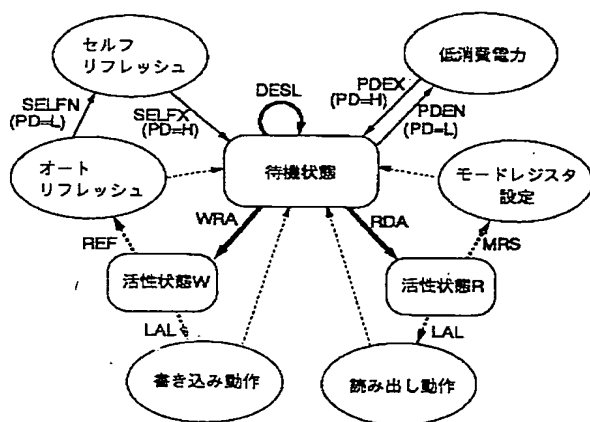 セルフ
リフレッシュ
低消費電力
DESL
PDEX
(PD=H)
PDEN
(PD=L)
SELFN
(PD=L)
SELFX
(PD=H)
オート
リフレッシュ
待機状態
モードレジスタ
設定
WRA
RDA
REF
MRS
活性状態W
活性状態R
LAL
LAL
書き込み動作
読み出し動作